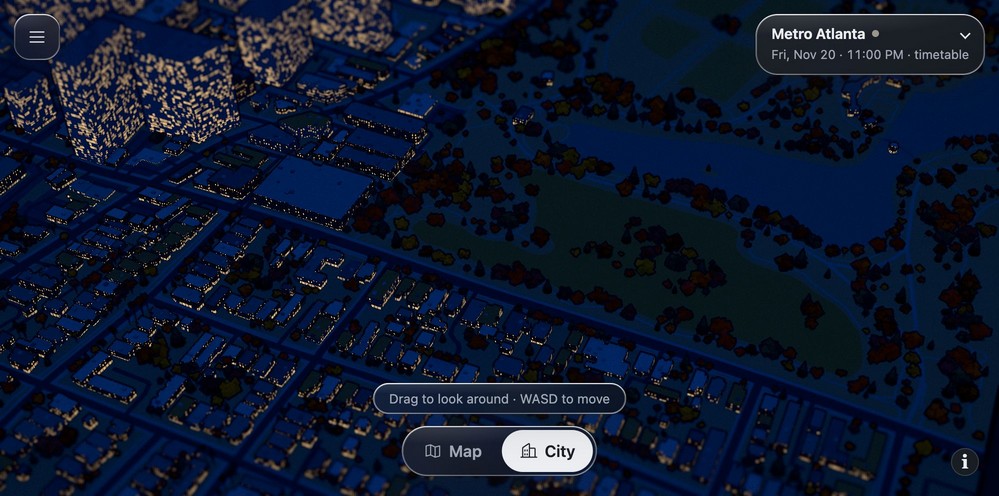 Metro Atlanta
Fri, Nov 20 · 11:00 PM · timetable
Drag to look around · WASD to move
Map
City
i